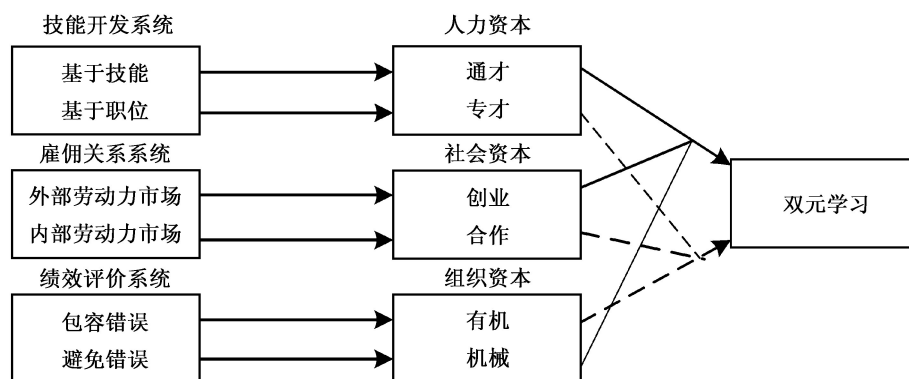 技能开发系统
人力资本
基于技能
基于职位
通才
专才
雇佣关系系统
社会资本
外部劳动力市场
内部劳动力市场
创业
合作
双元学习
绩效评价系统
组织资本
包容错误
避免错误
有机
机械